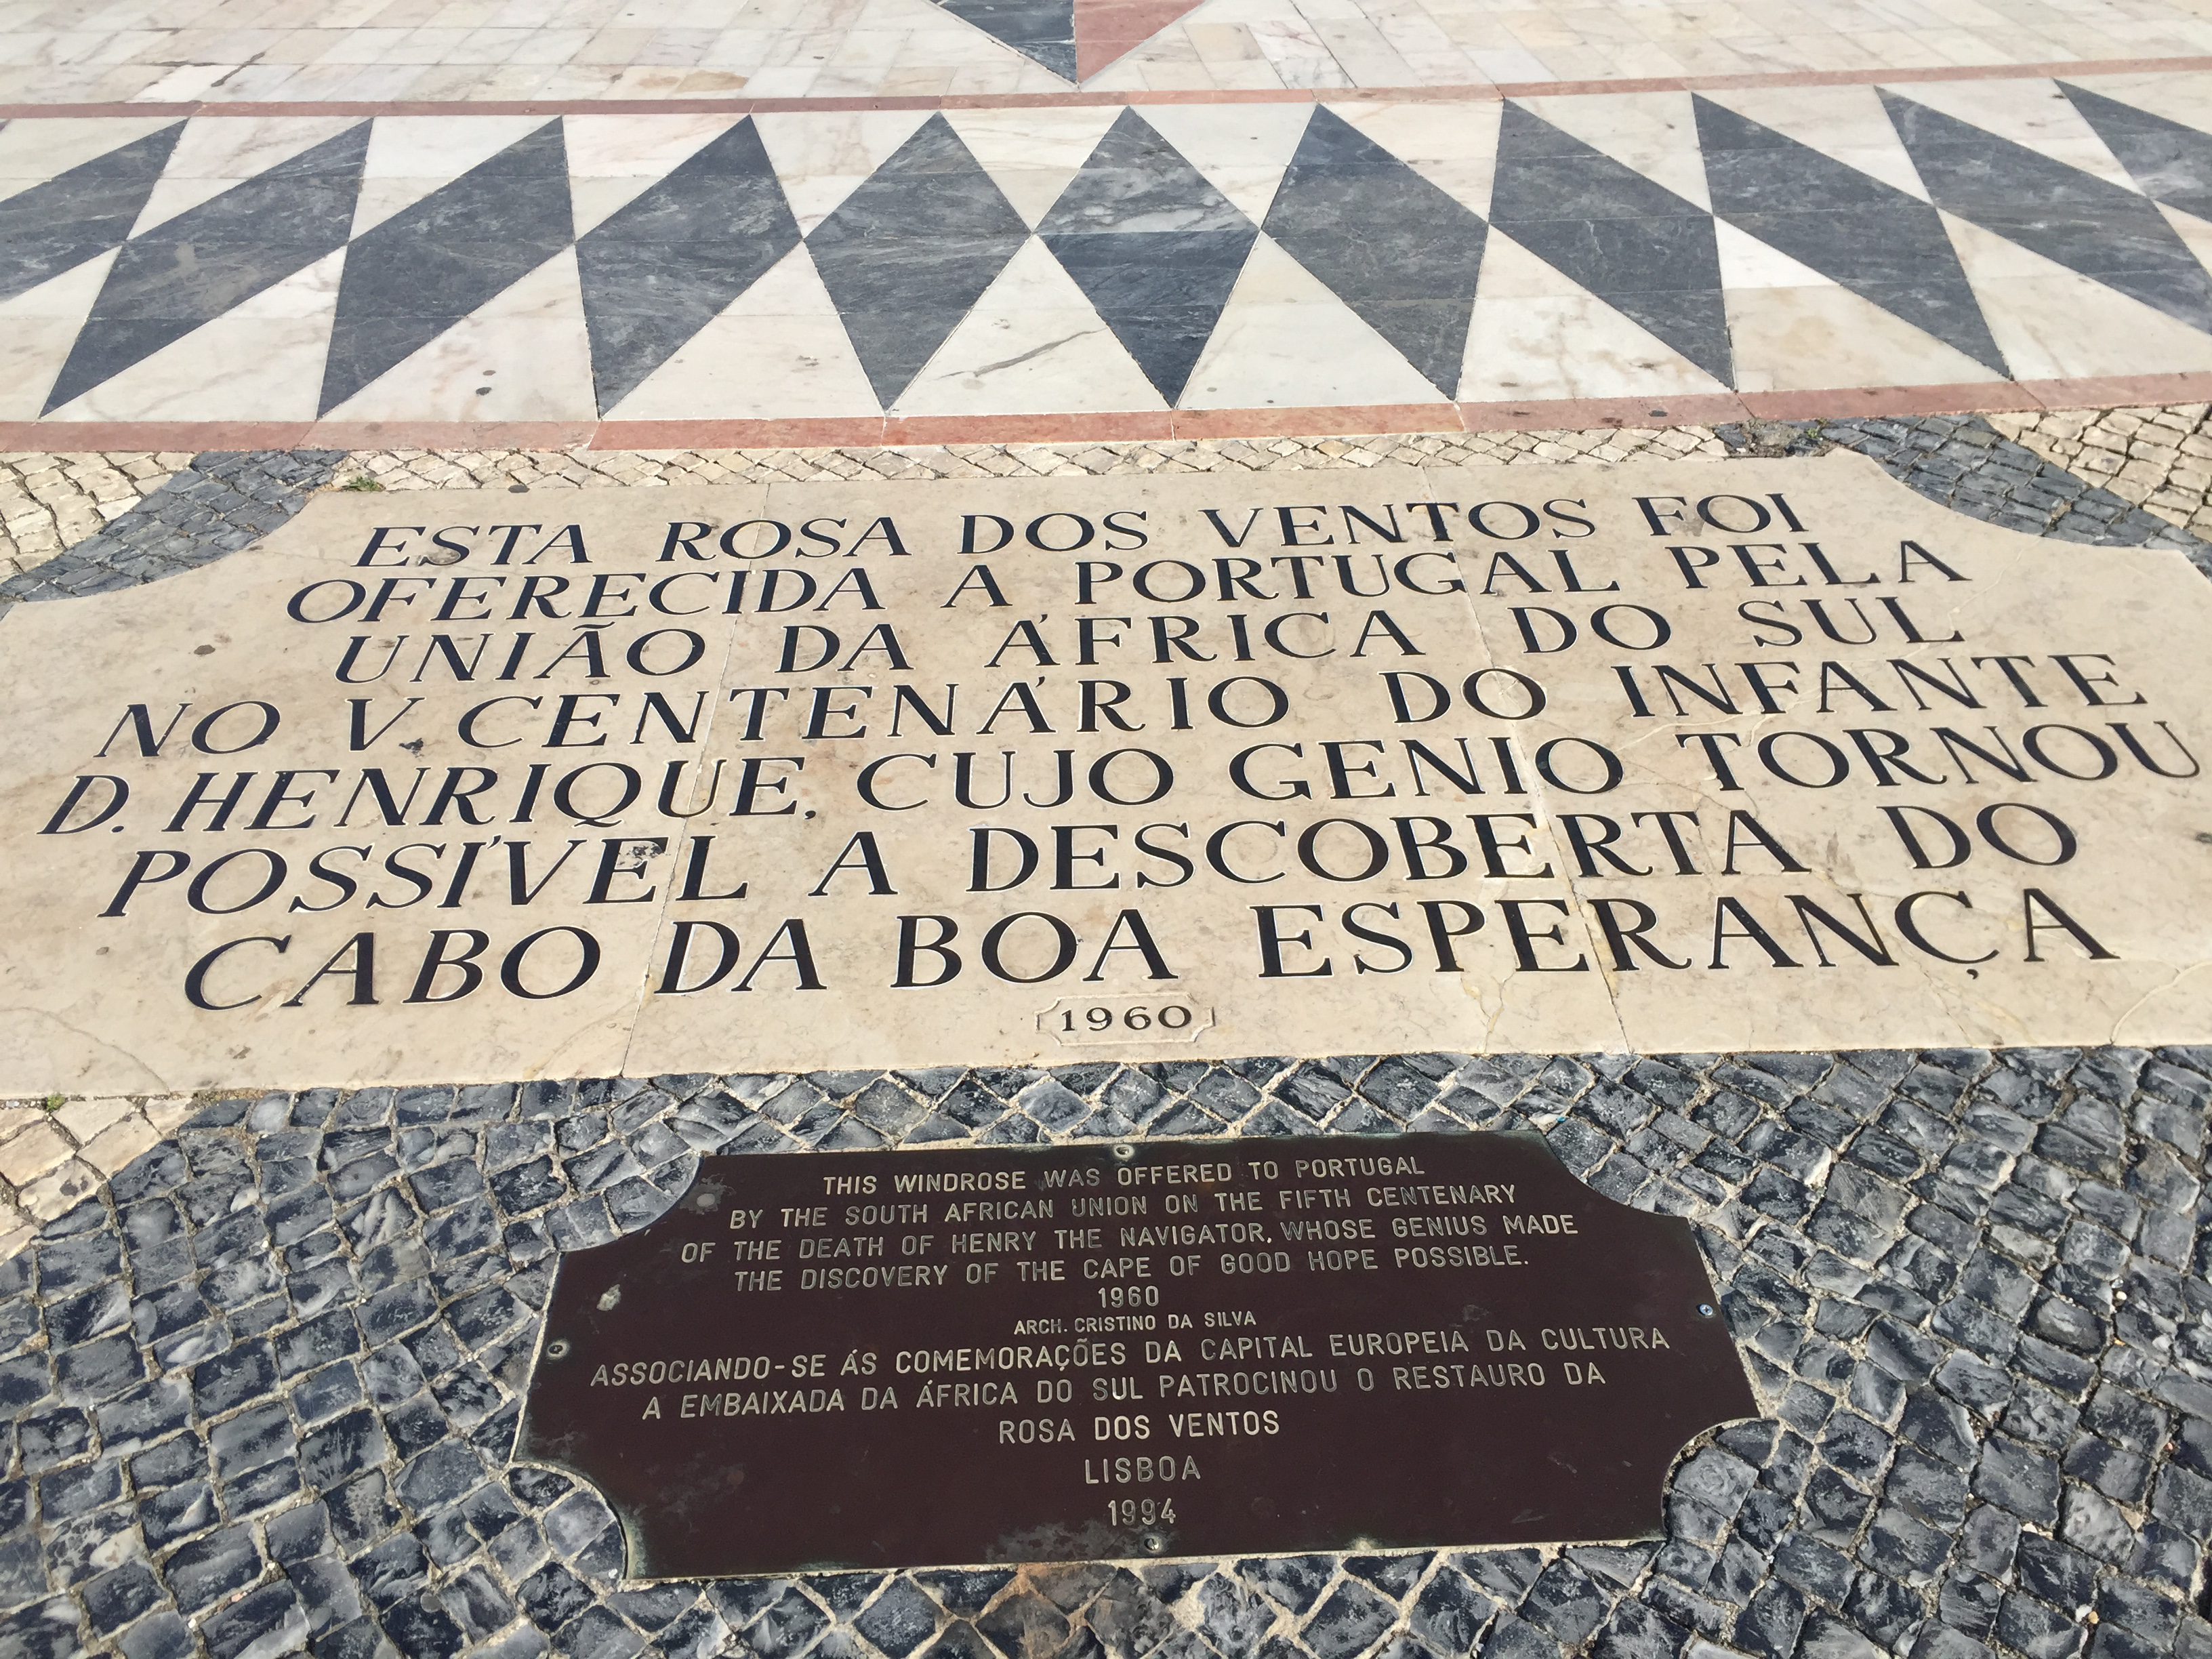 ESTA ROSA DOS VENTOS FOI
OFERECIDA A PORTUGAL PELA
UNIÃO DA ÁFRICA DO SUL
NO V CENTENÁRIO DO INFANTE
D. HENRIQUE, CUJO GENIO TORNOU
POSSÍVEL A DESCOBERTA DO
CABO DA BOA ESPERANÇA
1960
THIS WINDROSE WAS OFFERED TO PORTUGAL
BY THE SOUTH AFRICAN UNION ON THE FIFTH CENTENARY
OF THE DEATH OF HENRY THE NAVIGATOR, WHOSE GENIUS MADE
THE DISCOVERY OF THE CAPE OF GOOD HOPE POSSIBLE.
1960
ARCH. CRISTINO DA SILVA
ASSOCIANDO-SE ÁS COMEMORAÇÕES DA CAPITAL EUROPEIA DA CULTURA
A EMBAIXADA DA ÁFRICA DO SUL PATROCINOU O RESTAURO DA
ROSA DOS VENTOS
LISBOA
1994